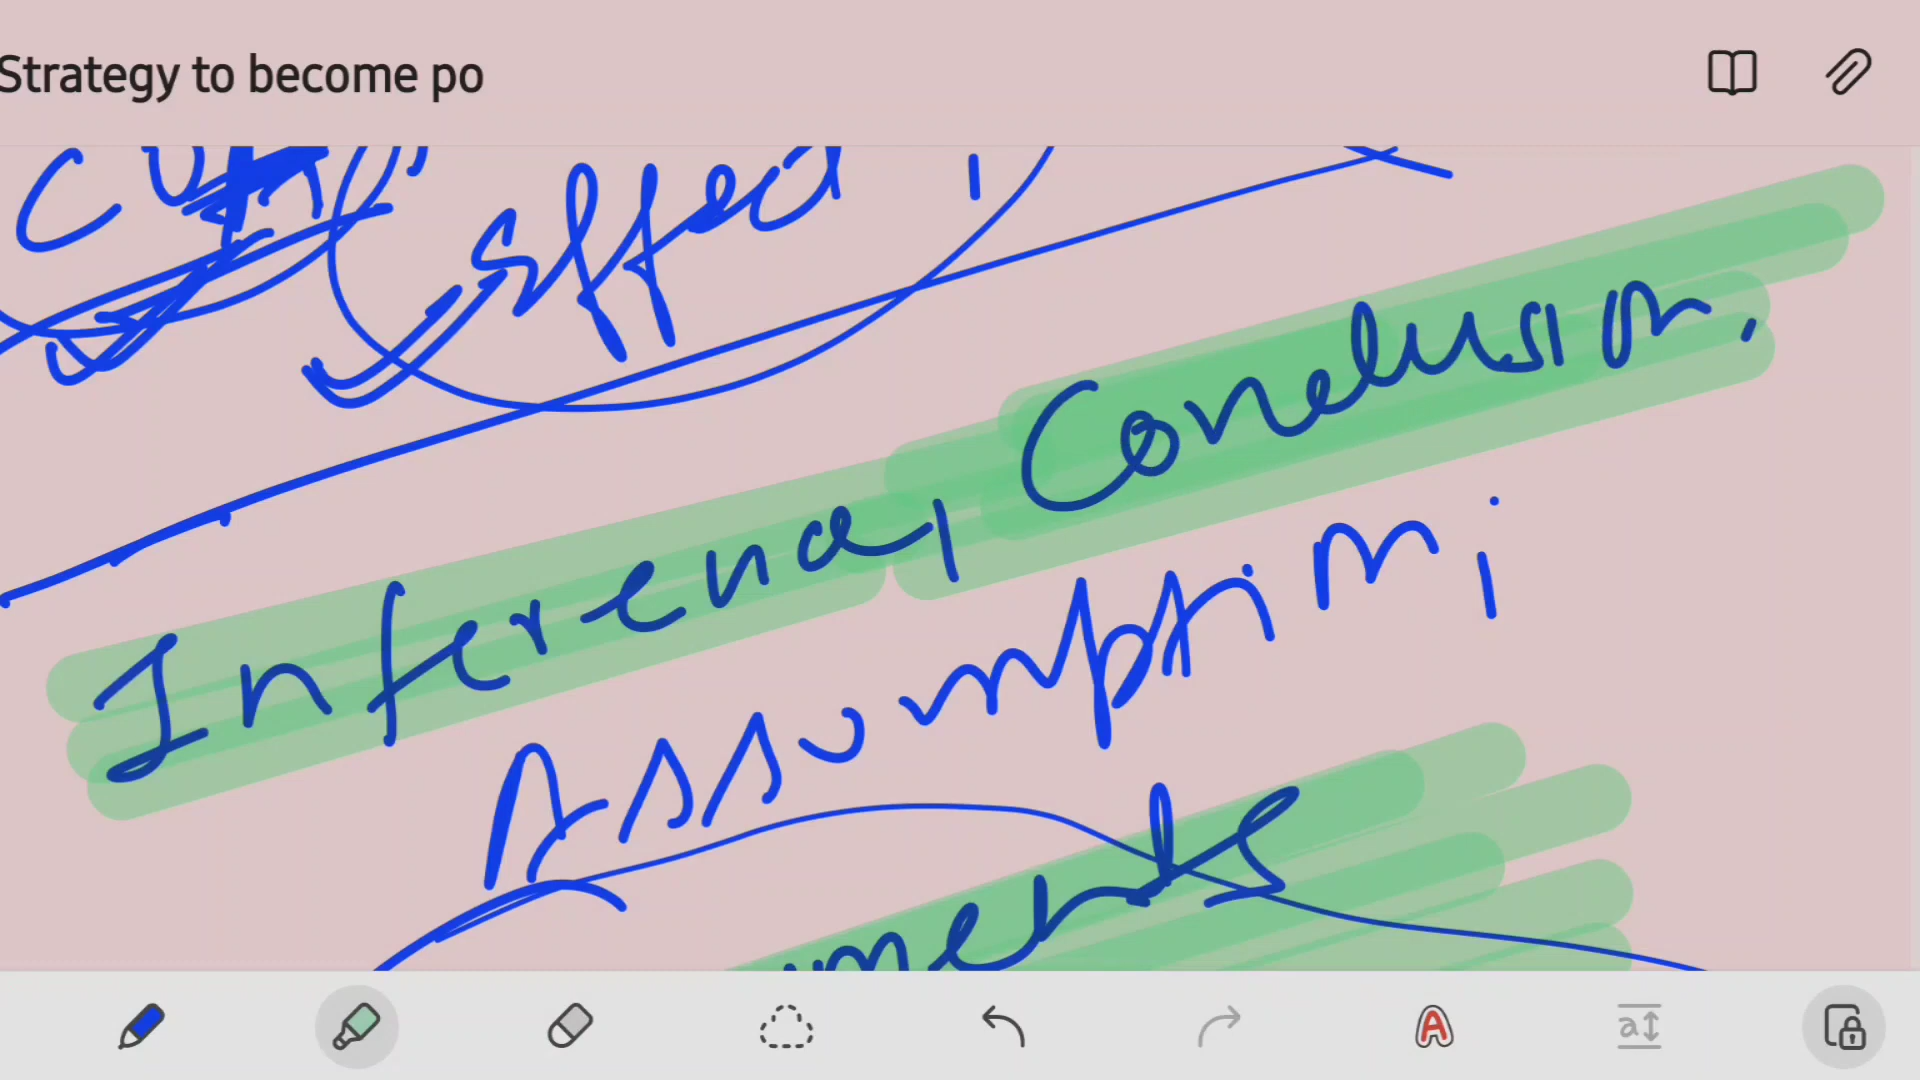 Strategy to become po
effect,
Inference, Conclusion.
Assumption;